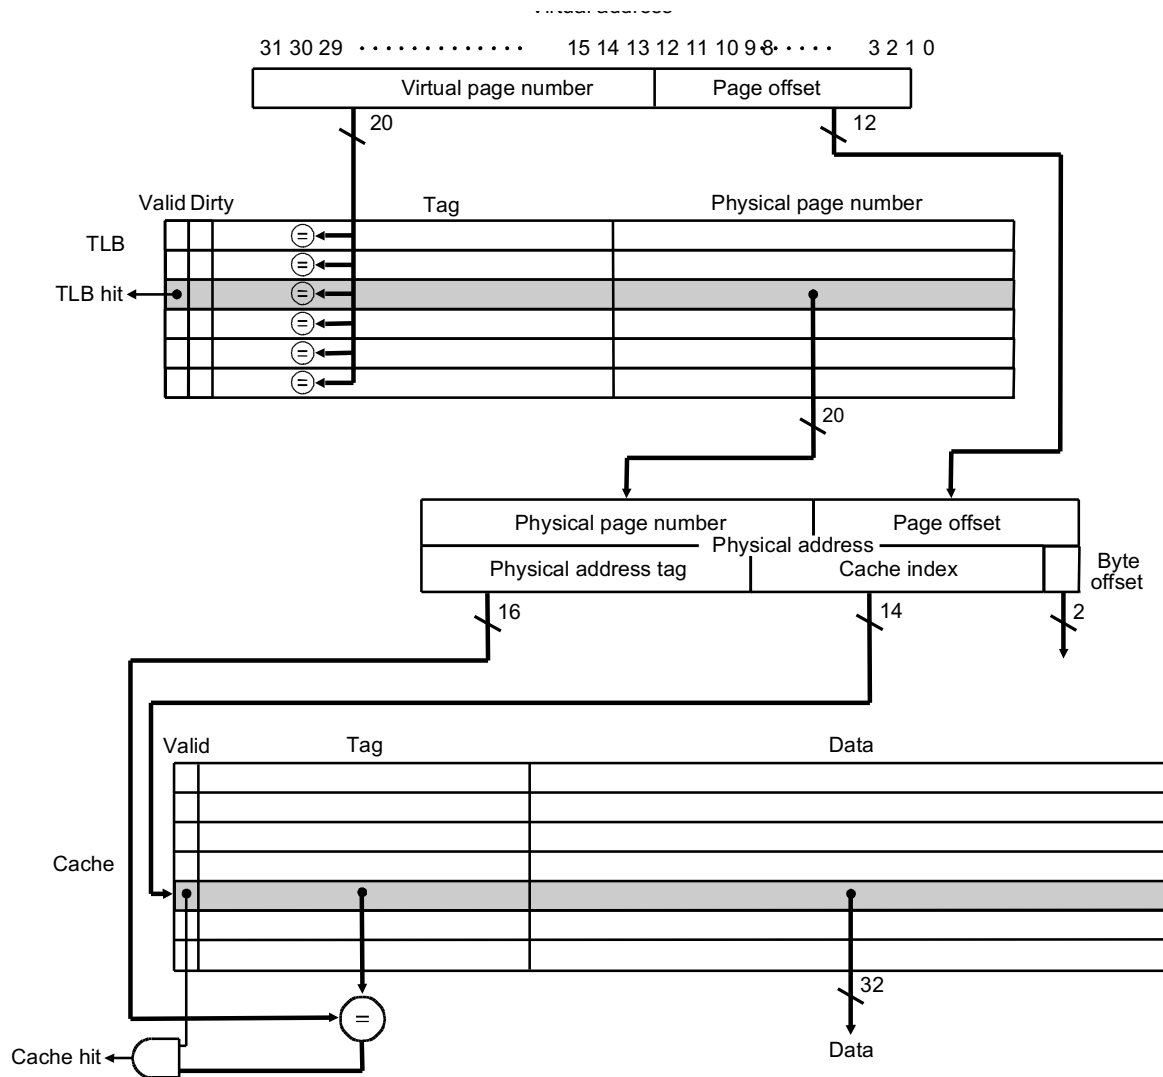 Virtual address
31 30 29 ············· 15 14 13 12 11 10 9 8 ······ 3 2 1 0
Virtual page number Page offset
20 12
Valid Dirty Tag Physical page number
TLB =
=
TLB hit =
=
=
=
20
Physical page number Page offset
Physical address
Physical address tag Cache index Byte
offset
16 14 2
Valid Tag Data
Cache
32
=
Cache hit Data